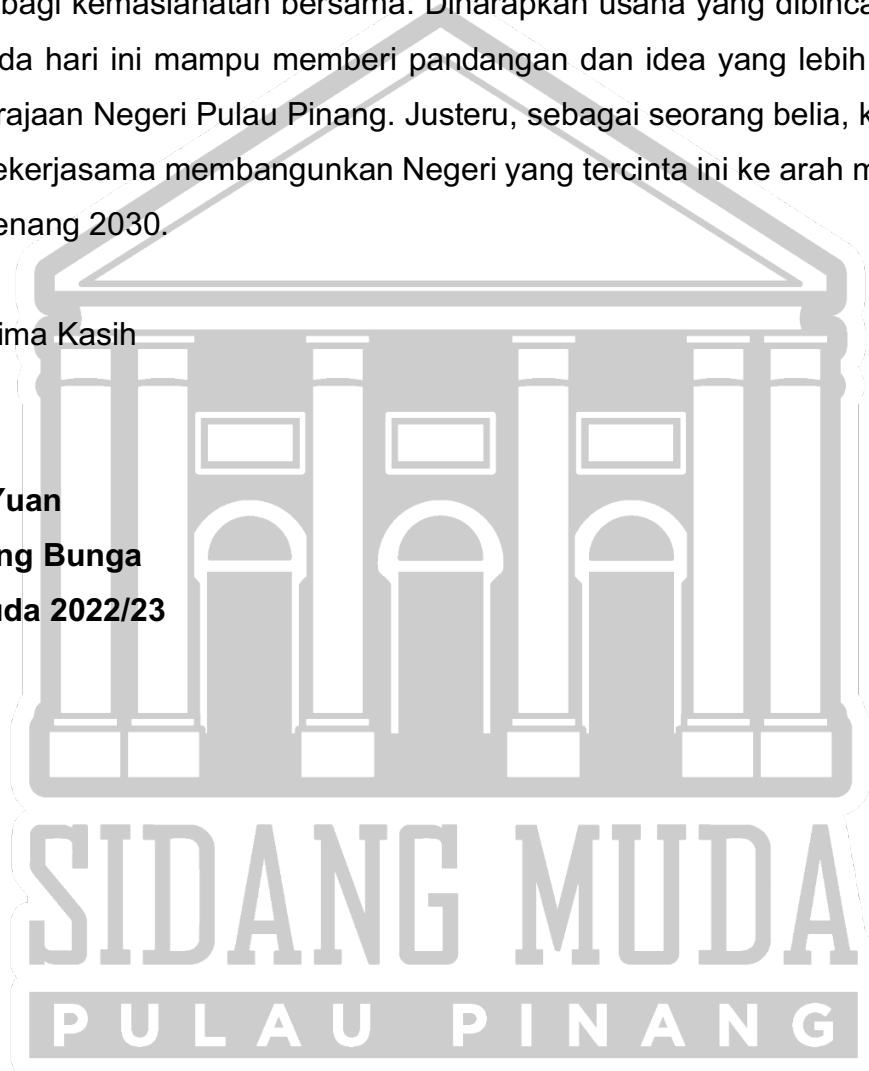 bagi kemaslahatan bersama. Diharapkan usaha yang dibinca
da hari ini mampu memberi pandangan dan idea yang lebih
rajaan Negeri Pulau Pinang. Justeru, sebagai seorang belia, k
ekerjasama membangunkan Negeri yang tercinta ini ke arah m
enang 2030.
ima Kasih
Yuan
ng Bunga
uda 2022/23
SIDANG MUDA
PULAU PINANG